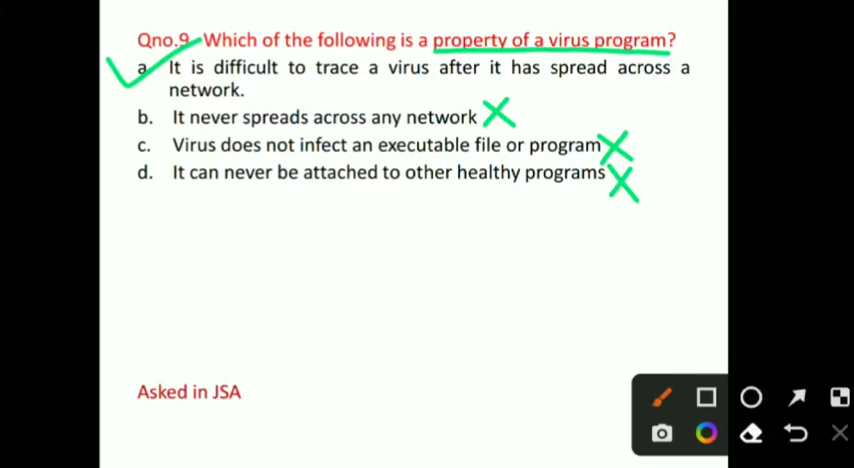 Qno.9 Which of the following is a property of a virus program?
a. It is difficult to trace a virus after it has spread across a
network.
b. It never spreads across any network
c. Virus does not infect an executable file or program
d. It can never be attached to other healthy programs
Asked in JSA